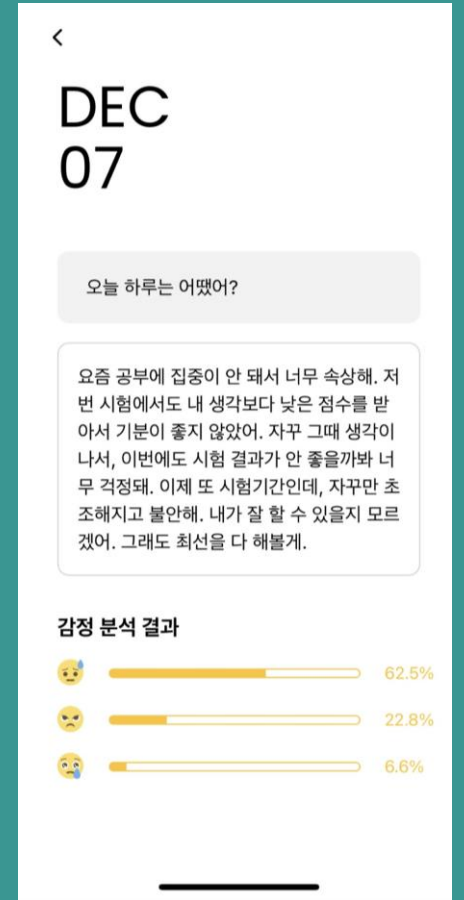 DEC
07
오늘 하루는 어땠어?
요즘 공부에 집중이 안 돼서 너무 속상해. 저
번 시험에서도 내 생각보다 낮은 점수를 받
아서 기분이 좋지 않았어. 자꾸 그때 생각이
나서, 이번에도 시험 결과가 안 좋을까봐 너
무 걱정돼. 이제 또 시험기간인데, 자꾸만 초
조해지고 불안해. 내가 잘 할 수 있을지 모르
겠어. 그래도 최선을 다 해볼게.
감정 분석 결과
62.5%
22.8%
6.6%